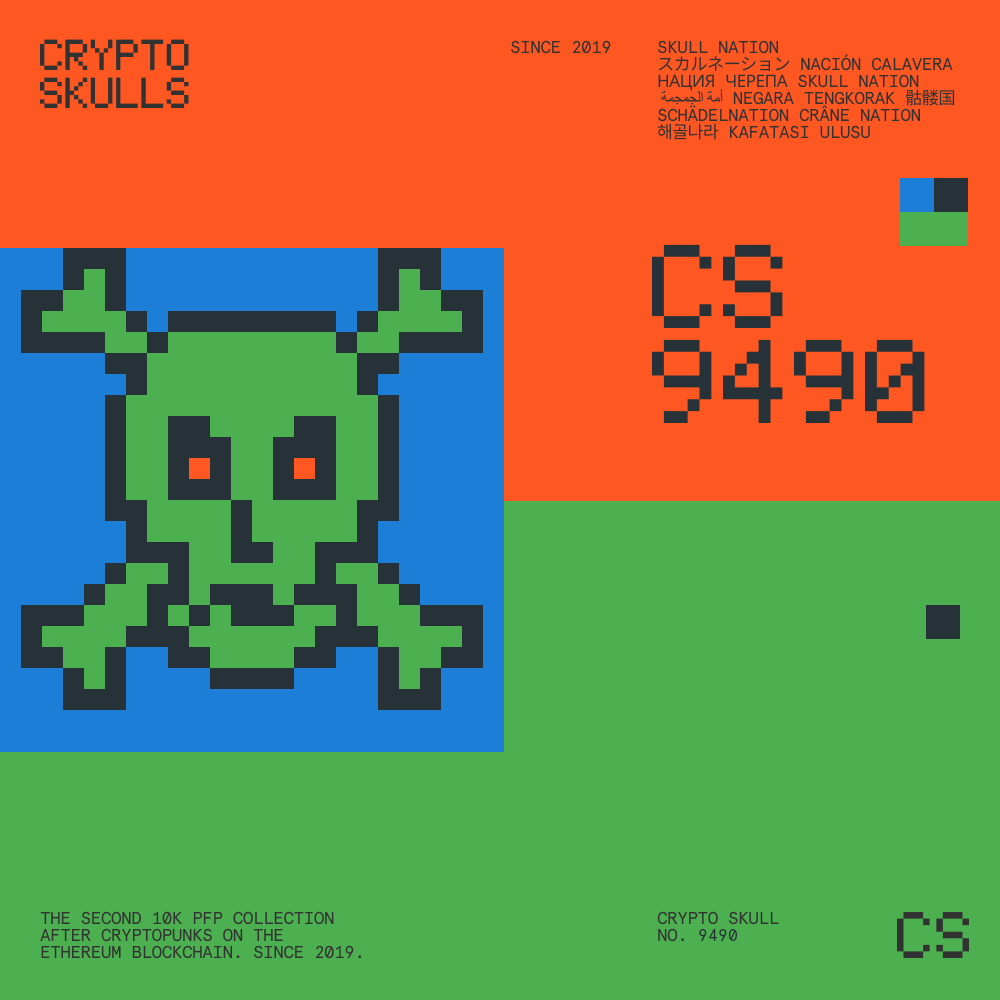 CRYPTO
SKULLS
SINCE 2019
SKULL NATION
スカルネーション NACIÓN CALAVERA
НАЦИЯ ЧЕРЕПА SKULL NATION
أمة الجمجمة NEGARA TENGKORAK 骷髅国
SCHÄDELNATION CRÂNE NATION
해골나라 KAFATASI ULUSU
CS
9490
THE SECOND 10K PFP COLLECTION
AFTER CRYPTOPUNKS ON THE
ETHEREUM BLOCKCHAIN. SINCE 2019.
CRYPTO SKULL
NO. 9490
CS